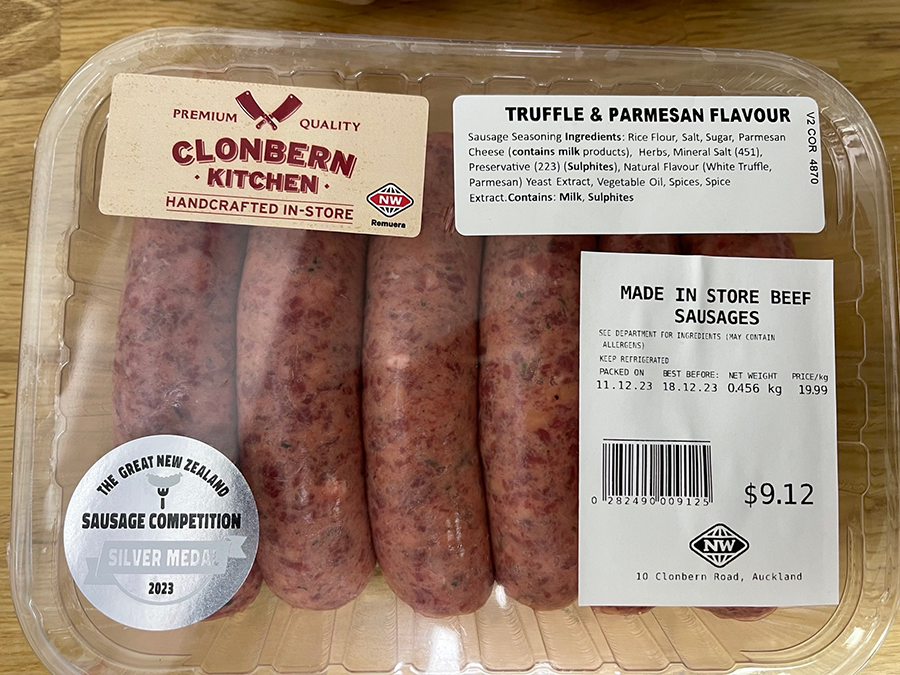 PREMIUM QUALITY
CLONBERN
· KITCHEN ·
HANDCRAFTED IN-STORE
NW
Remuera
TRUFFLE & PARMESAN FLAVOUR
Sausage Seasoning Ingredients: Rice Flour, Salt, Sugar, Parmesan
Cheese (contains milk products), Herbs, Mineral Salt (451),
Preservative (223) (Sulphites), Natural Flavour (White Truffle,
Parmesan) Yeast Extract, Vegetable Oil, Spices, Spice
Extract.Contains: Milk, Sulphites
V2 COR 4870
MADE IN STORE BEEF
SAUSAGES
SEE DEPARTMENT FOR INGREDIENTS (MAY CONTAIN
ALLERGENS)
KEEP REFRIGERATED
PACKED ON BEST BEFORE: NET WEIGHT PRICE/kg
11.12.23 18.12.23 0.456 kg 19.99
0 282490 009125
$9.12
NW
10 Clonbern Road, Auckland
THE GREAT NEW ZEALAND
SAUSAGE COMPETITION
SILVER MEDAL
2023